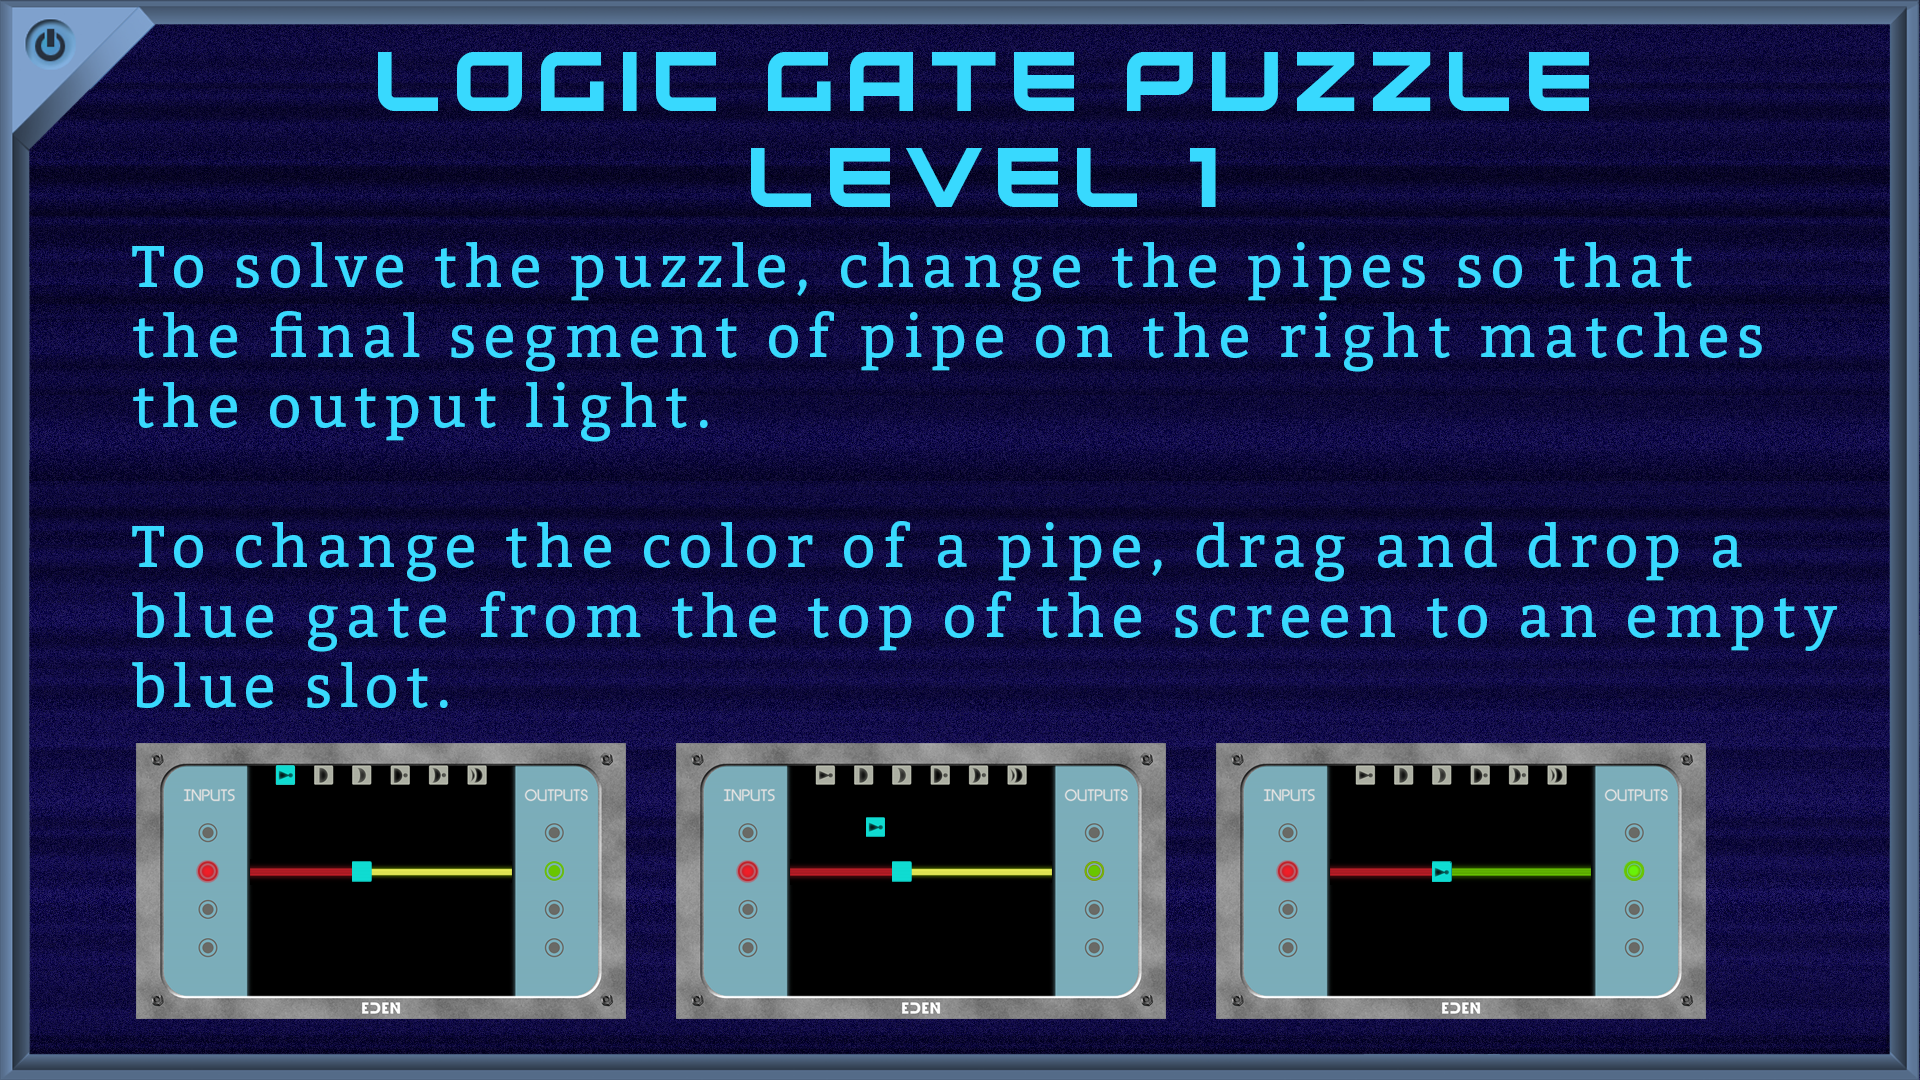 LOGIC GATE PUZZLE
LEVEL 1
To solve the puzzle, change the pipes so that
the final segment of pipe on the right matches
the output light.
To change the color of a pipe, drag and drop a
blue gate from the top of the screen to an empty
blue slot.
INPUTS
OUTPUTS
EDEN
INPUTS
OUTPUTS
EDEN
INPUTS
OUTPUTS
EDEN